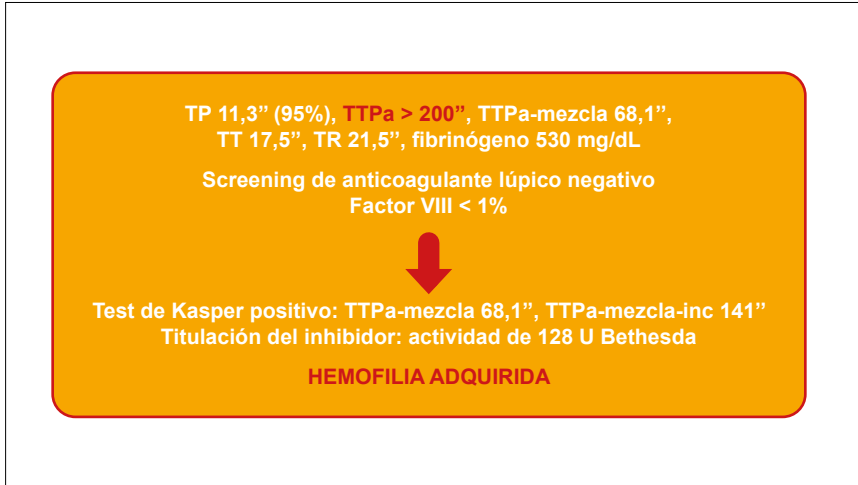 TP 11,3” (95%), TTPa > 200”, TTPa-mezcla 68,1”,
TT 17,5”, TR 21,5”, fibrinógeno 530 mg/dL
Screening de anticoagulante lúpico negativo
Factor VIII < 1%
Test de Kasper positivo: TTPa-mezcla 68,1”, TTPa-mezcla-inc 141”
Titulación del inhibidor: actividad de 128 U Bethesda
HEMOFILIA ADQUIRIDA